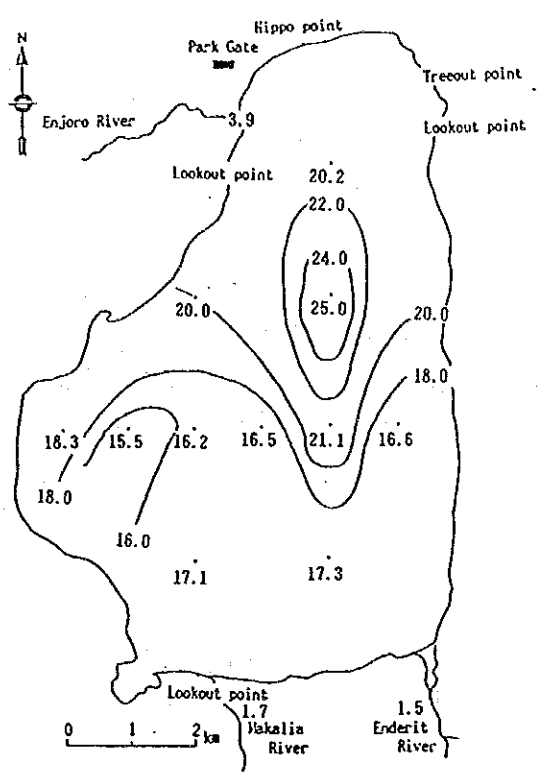 Hippo point
N
Park Gate
Treeout point
Enjoro River
3.9
Lookout point
Lookout point
20.2
22.0
24.0
25.0
20.0
20.0
18.0
18.3
15.5
16.2
16.5
21.1
16.6
18.0
16.0
17.1
17.3
Lookout point
0 1 2
km
1.7
Wakalia
River
1.5
Enderit
River